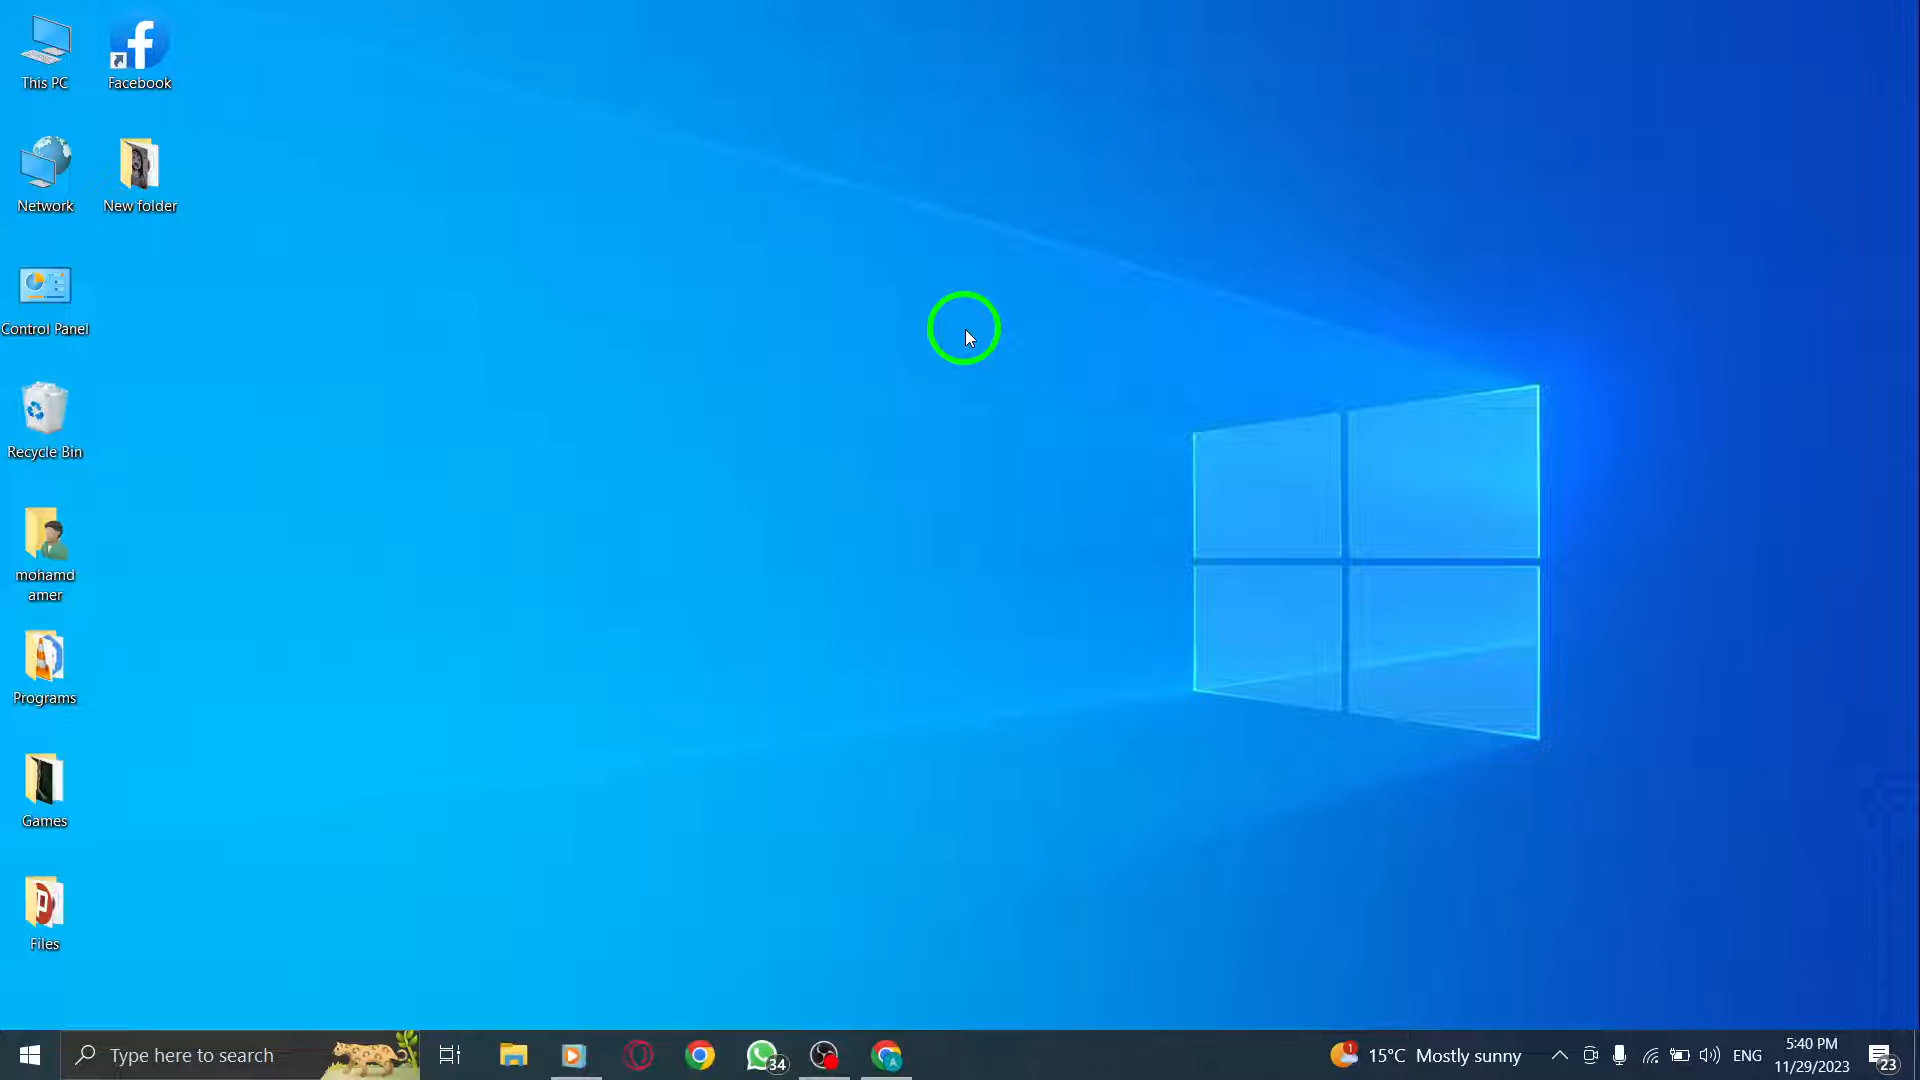 This PC
Facebook
Network
New folder
Control Panel
Recycle Bin
mohamd
amer
Programs
Games
Files
Type here to search
34
1
15°C Mostly sunny
ENG
5:40 PM
11/29/2023
23